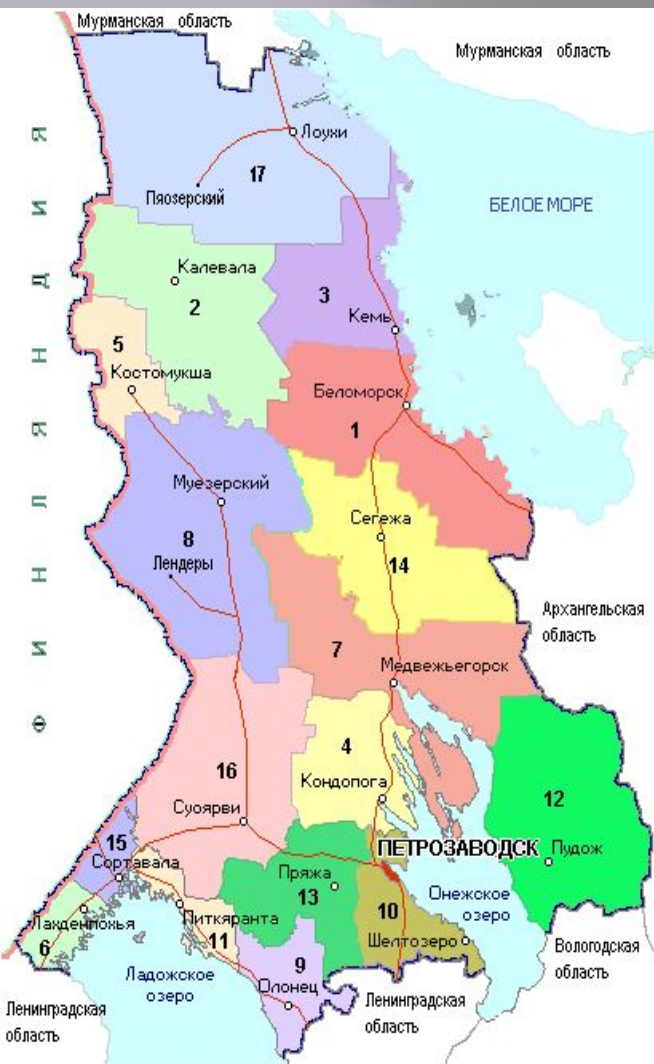 Мурманская область
Мурманская область
Лоухи
17
Пяозерский
БЕЛОЕ МОРЕ
Калевала
2
3
Кемь
5
Костомукша
Беломорск
1
Муезерский
Сегежа
8
Лендеры
14
Архангельская
область
7
Медвежьегорск
ФИНЛЯНДИЯ
16
4
Кондопога
12
Суоярви
15
ПЕТРОЗАВОДСК
Пудож
Сортавала
Пряжа
13
Онежское
озеро
10
Лахденпохья
6
Питкяранта
11
Шелтозеро
Вологодская
область
9
Ладожское
озеро
Олонец
Ленинградская
область
Ленинградская
область